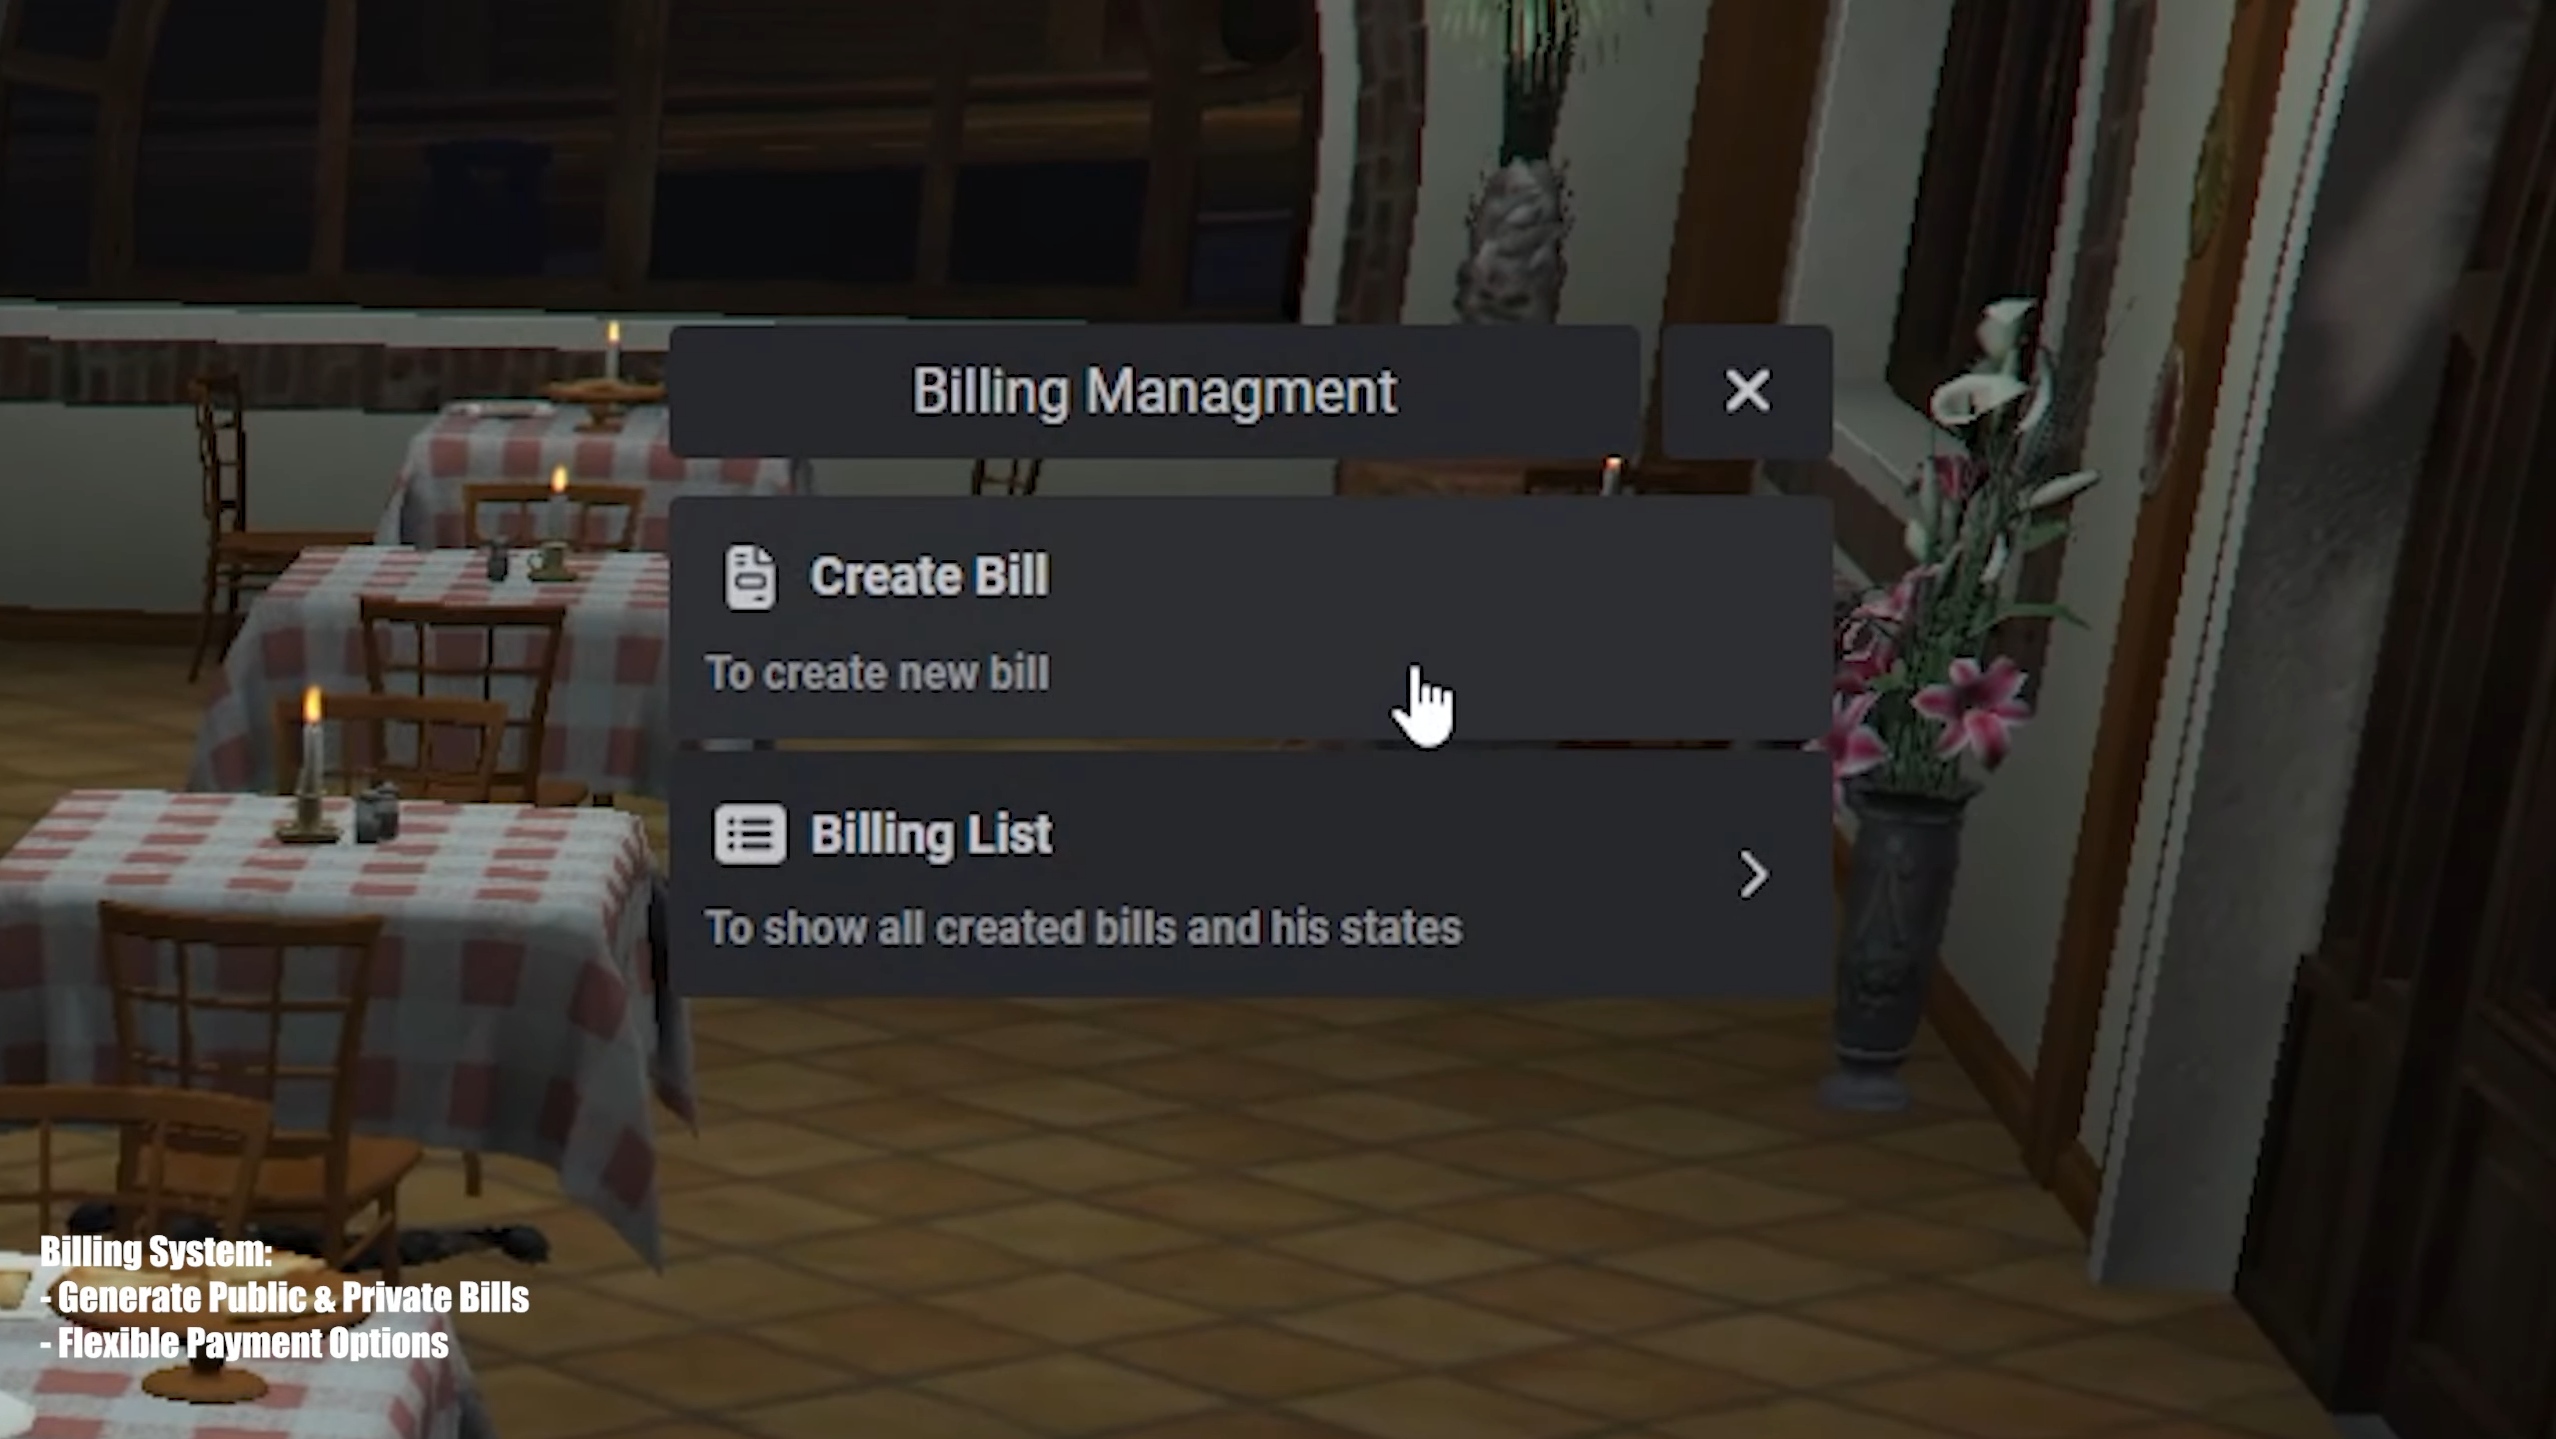 Billing Managment
Create Bill
To create new bill
Billing List
To show all created bills and his states
Billing System:
- Generate Public & Private Bills
- Flexible Payment Options